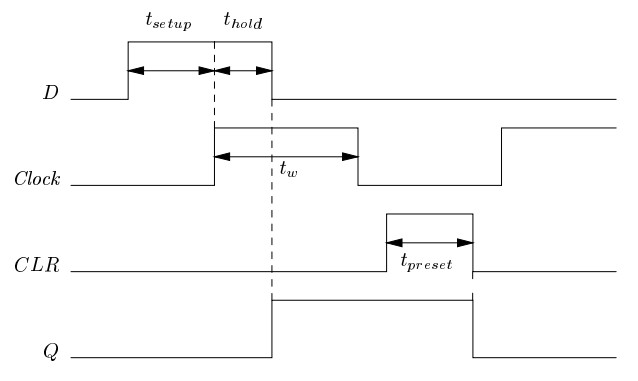 t_setup t_hold
D
Clock
t_w
CLR
t_preset
Q